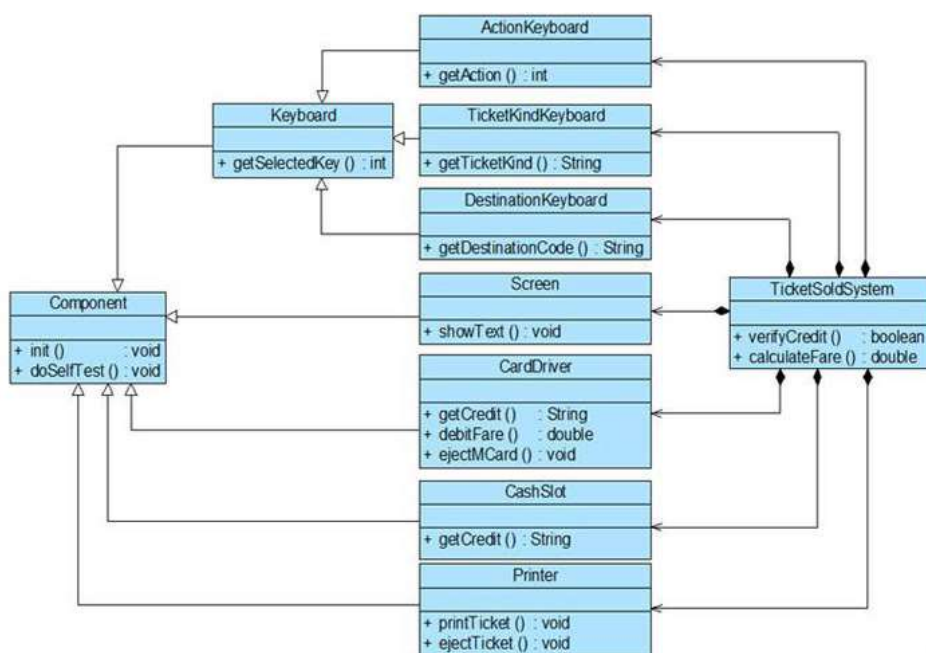 ActionKeyboard
+ getAction () : int
Keyboard
+ getSelectedKey () : int
TicketKindKeyboard
+ getTicketKind () : String
DestinationKeyboard
+ getDestinationCode () : String
Component
+ init () : void
+ doSelfTest () : void
Screen
+ showText () : void
TicketSoldSystem
+ verifyCredit () : boolean
+ calculateFare () : double
CardDriver
+ getCredit () : String
+ debitFare () : double
+ ejectMCard () : void
CashSlot
+ getCredit () : String
Printer
+ printTicket () : void
+ ejectTicket () : void